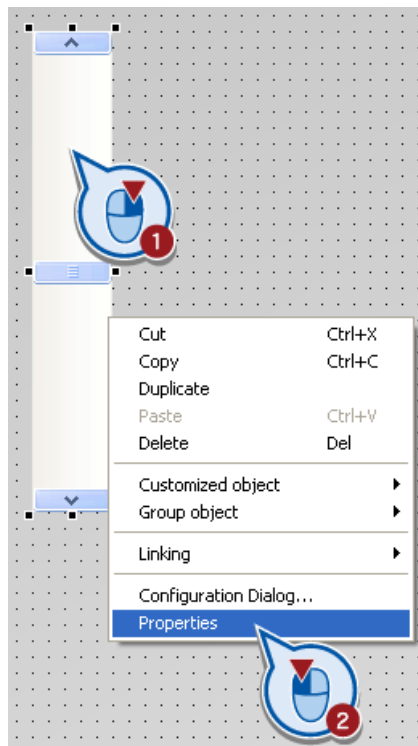 1
Cut Ctrl+X
Copy Ctrl+C
Duplicate
Paste Ctrl+V
Delete Del
Customized object
Group object
Linking
Configuration Dialog...
Properties
2